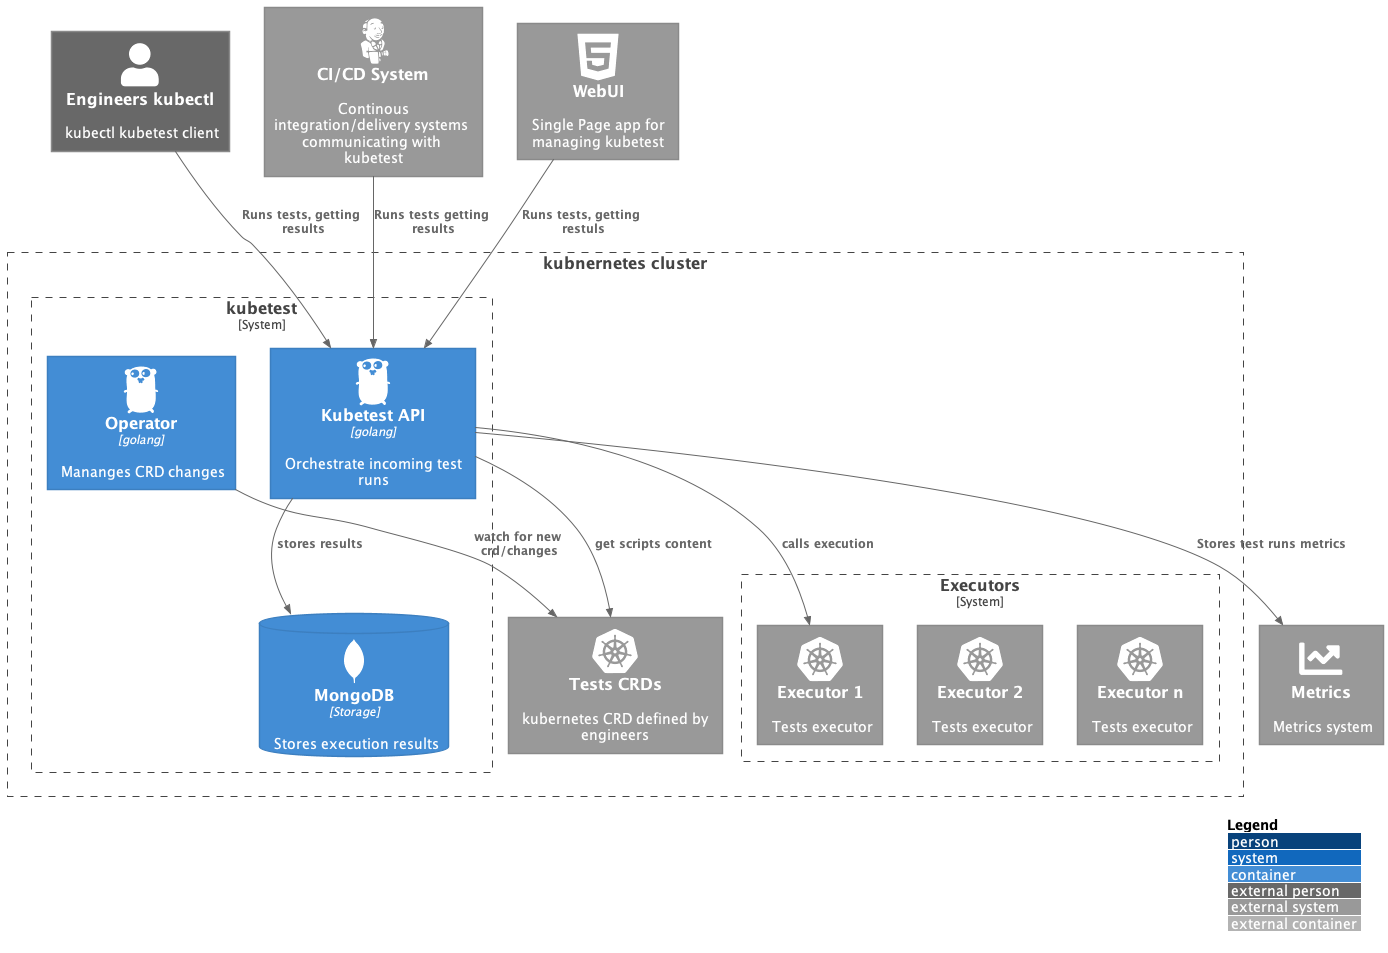 Engineers kubectl
kubectl kubetest client
CI/CD System
Continous
integration/delivery systems
communicating with
kubetest
WebUI
Single Page app for
managing kubetest
Runs tests, getting
results
Runs tests getting
results
Runs tests, getting
restuls
kubnernetes cluster
kubetest
[System]
Operator
[golang]
Mananges CRD changes
Kubetest API
[golang]
Orchestrate incoming test
runs
stores results
watch for new
crd/changes
get scripts content
calls execution
Stores test runs metrics
MongoDB
[Storage]
Stores execution results
Tests CRDs
kubernetes CRD defined by
engineers
Executors
[System]
Executor 1
Tests executor
Executor 2
Tests executor
Executor n
Tests executor
Metrics
Metrics system
Legend
person
system
container
external person
external system
external container